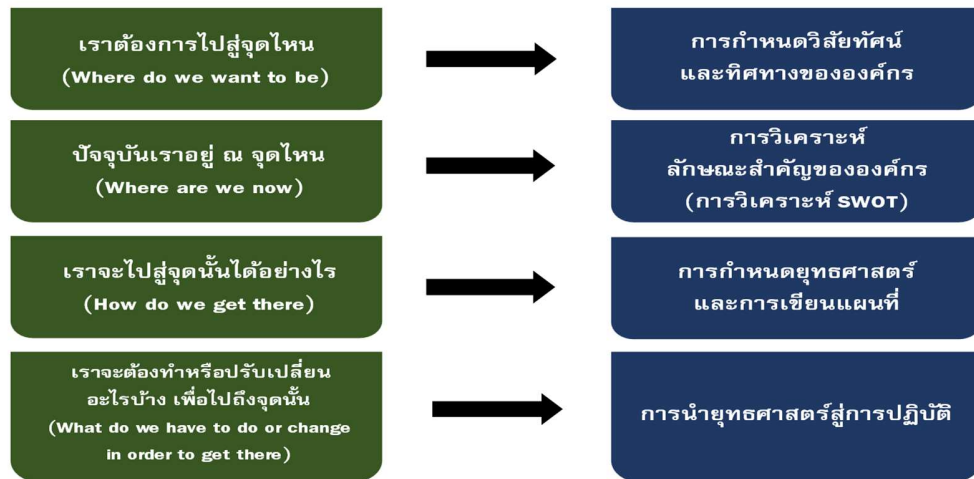 เราต้องการไปสู่จุดไหน
(Where do we want to be)
การกำหนดวิสัยทัศน์
และทิศทางขององค์กร
ปัจจุบันเราอยู่ ณ จุดไหน
(Where are we now)
การวิเคราะห์
ลักษณะสำคัญขององค์กร
(การวิเคราะห์ SWOT)
เราจะไปสู่จุดนั้นได้อย่างไร
(How do we get there)
การกำหนดยุทธศาสตร์
และการเขียนแผนที่
เราจะต้องทำหรือปรับเปลี่ยน
อะไรบ้าง เพื่อไปถึงจุดนั้น
(What do we have to do or change
in order to get there)
การนำยุทธศาสตร์สู่การปฏิบัติ